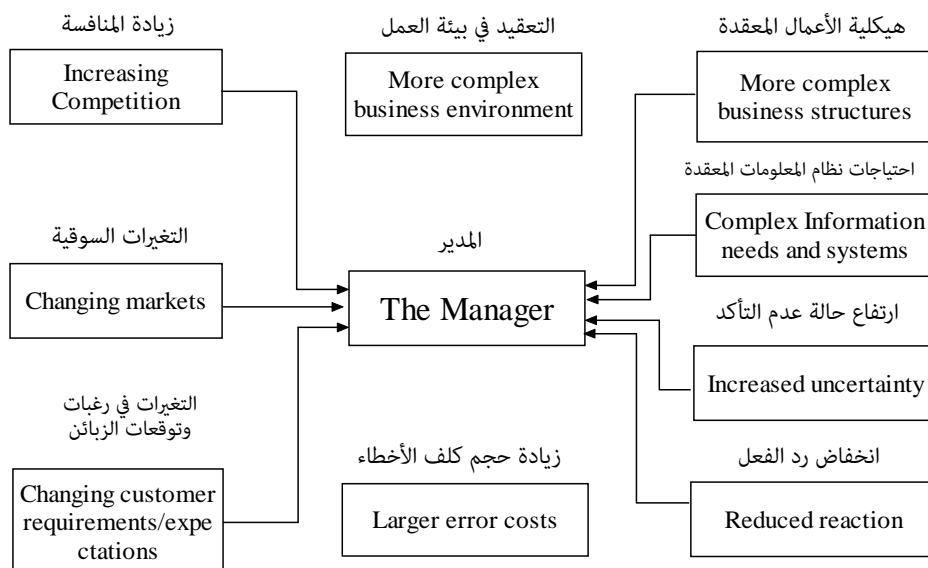 زيادة المنافسة
Increasing
Competition
التعقيد في بيئة العمل
More complex
business environment
هيكلية الأعمال المعقدة
More complex
business structures
احتياجات نظام المعلومات المعقدة
Complex Information
needs and systems
التغيرات السوقية
Changing markets
المدير
The Manager
ارتفاع حالة عدم التأكد
Increased uncertainty
التغيرات في رغبات
وتوقعات الزبائن
Changing customer
requirements/expe
ctations
زيادة حجم كلف الأخطاء
Larger error costs
انخفاض رد الفعل
Reduced reaction